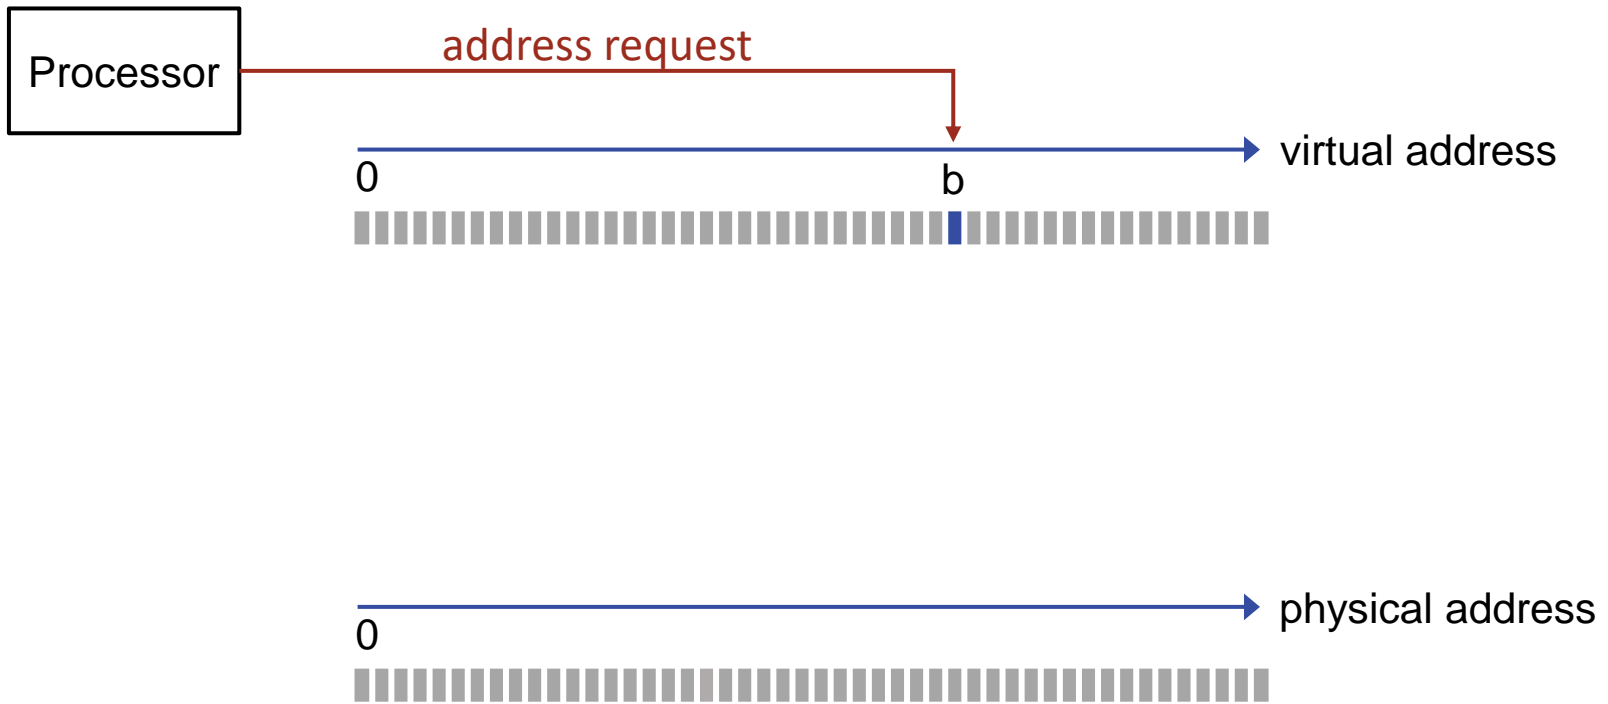 address request
Processor
virtual address
0
b
physical address
0